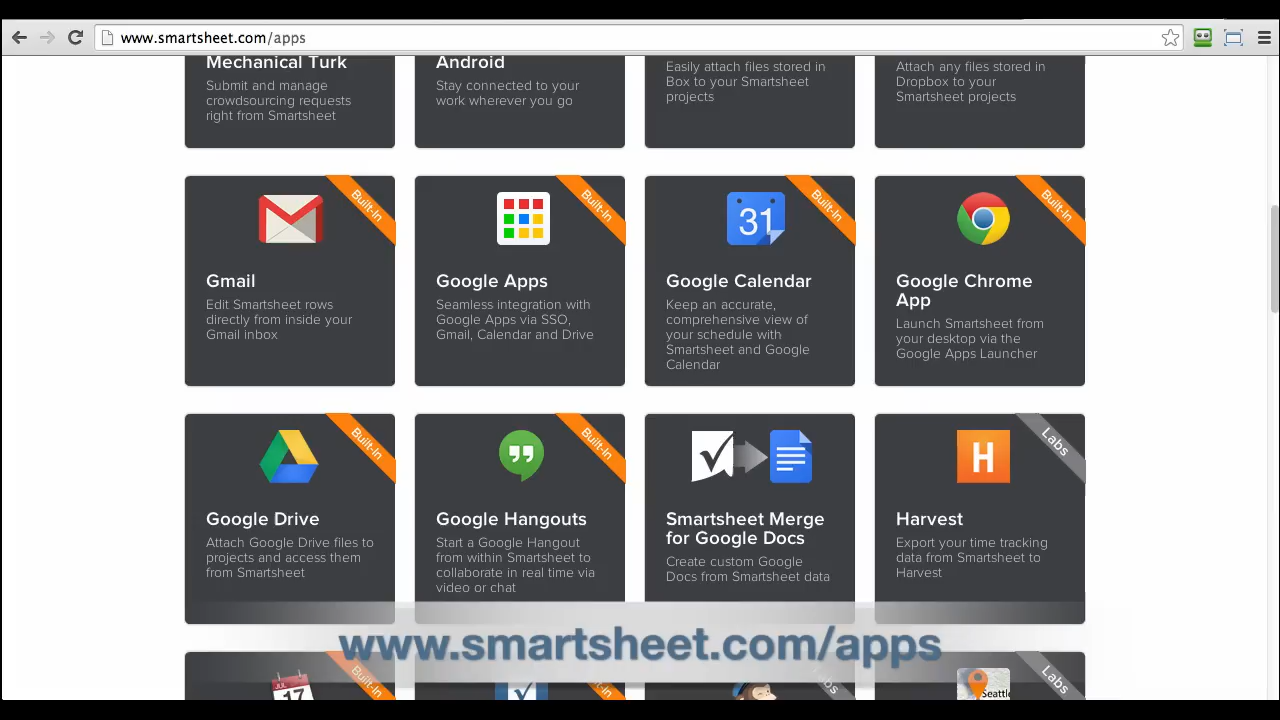 www.smartsheet.com/apps
Mechanical Turk
Submit and manage
crowdsourcing requests
right from Smartsheet
Android
Stay connected to your
work wherever you go
Easily attach files stored in
Box to your Smartsheet
projects
Attach any files stored in
Dropbox to your
Smartsheet projects
Built-In
Gmail
Edit Smartsheet rows
directly from inside your
Gmail inbox
Built-In
Google Apps
Seamless integration with
Google Apps via SSO,
Gmail, Calendar and Drive
31
Built-In
Google Calendar
Keep an accurate,
comprehensive view of
your schedule with
Smartsheet and Google
Calendar
Built-In
Google Chrome
App
Launch Smartsheet from
your desktop via the
Google Apps Launcher
Built-In
Google Drive
Attach Google Drive files to
projects and access them
from Smartsheet
Built-In
Google Hangouts
Start a Google Hangout
from within Smartsheet to
collaborate in real time via
video or chat
Smartsheet Merge
for Google Docs
Create custom Google
Docs from Smartsheet data
H
Labs
Harvest
Export your time tracking
data from Smartsheet to
Harvest
www.smartsheet.com/apps
JUL
17
Built-In
Built-In
Labs
Seattle
Labs